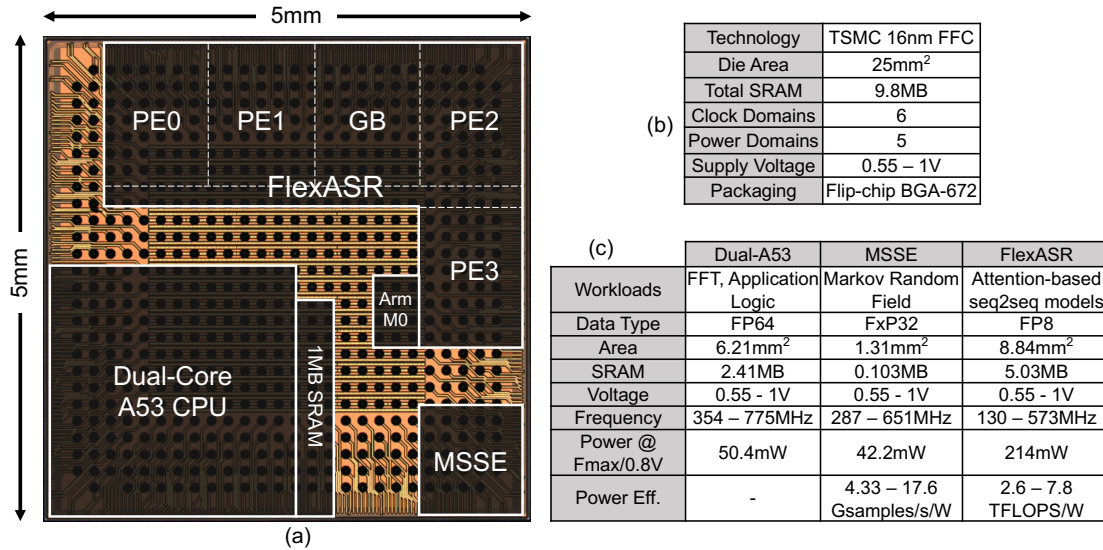 5mm
5mm
PE0 PE1 GB PE2
FlexASR
PE3
Arm
M0
1MB SRAM
Dual-Core
A53 CPU
MSSE
(a)
(b)
Technology TSMC 16nm FFC
Die Area 25mm²
Total SRAM 9.8MB
Clock Domains 6
Power Domains 5
Supply Voltage 0.55 – 1V
Packaging Flip-chip BGA-672
(c)
Dual-A53 MSSE FlexASR
Workloads FFT, Application Logic Markov Random Field Attention-based seq2seq models
Data Type FP64 FxP32 FP8
Area 6.21mm² 1.31mm² 8.84mm²
SRAM 2.41MB 0.103MB 5.03MB
Voltage 0.55 - 1V 0.55 - 1V 0.55 - 1V
Frequency 354 – 775MHz 287 – 651MHz 130 – 573MHz
Power @ Fmax/0.8V 50.4mW 42.2mW 214mW
Power Eff. - 4.33 – 17.6 Gsamples/s/W 2.6 – 7.8 TFLOPS/W